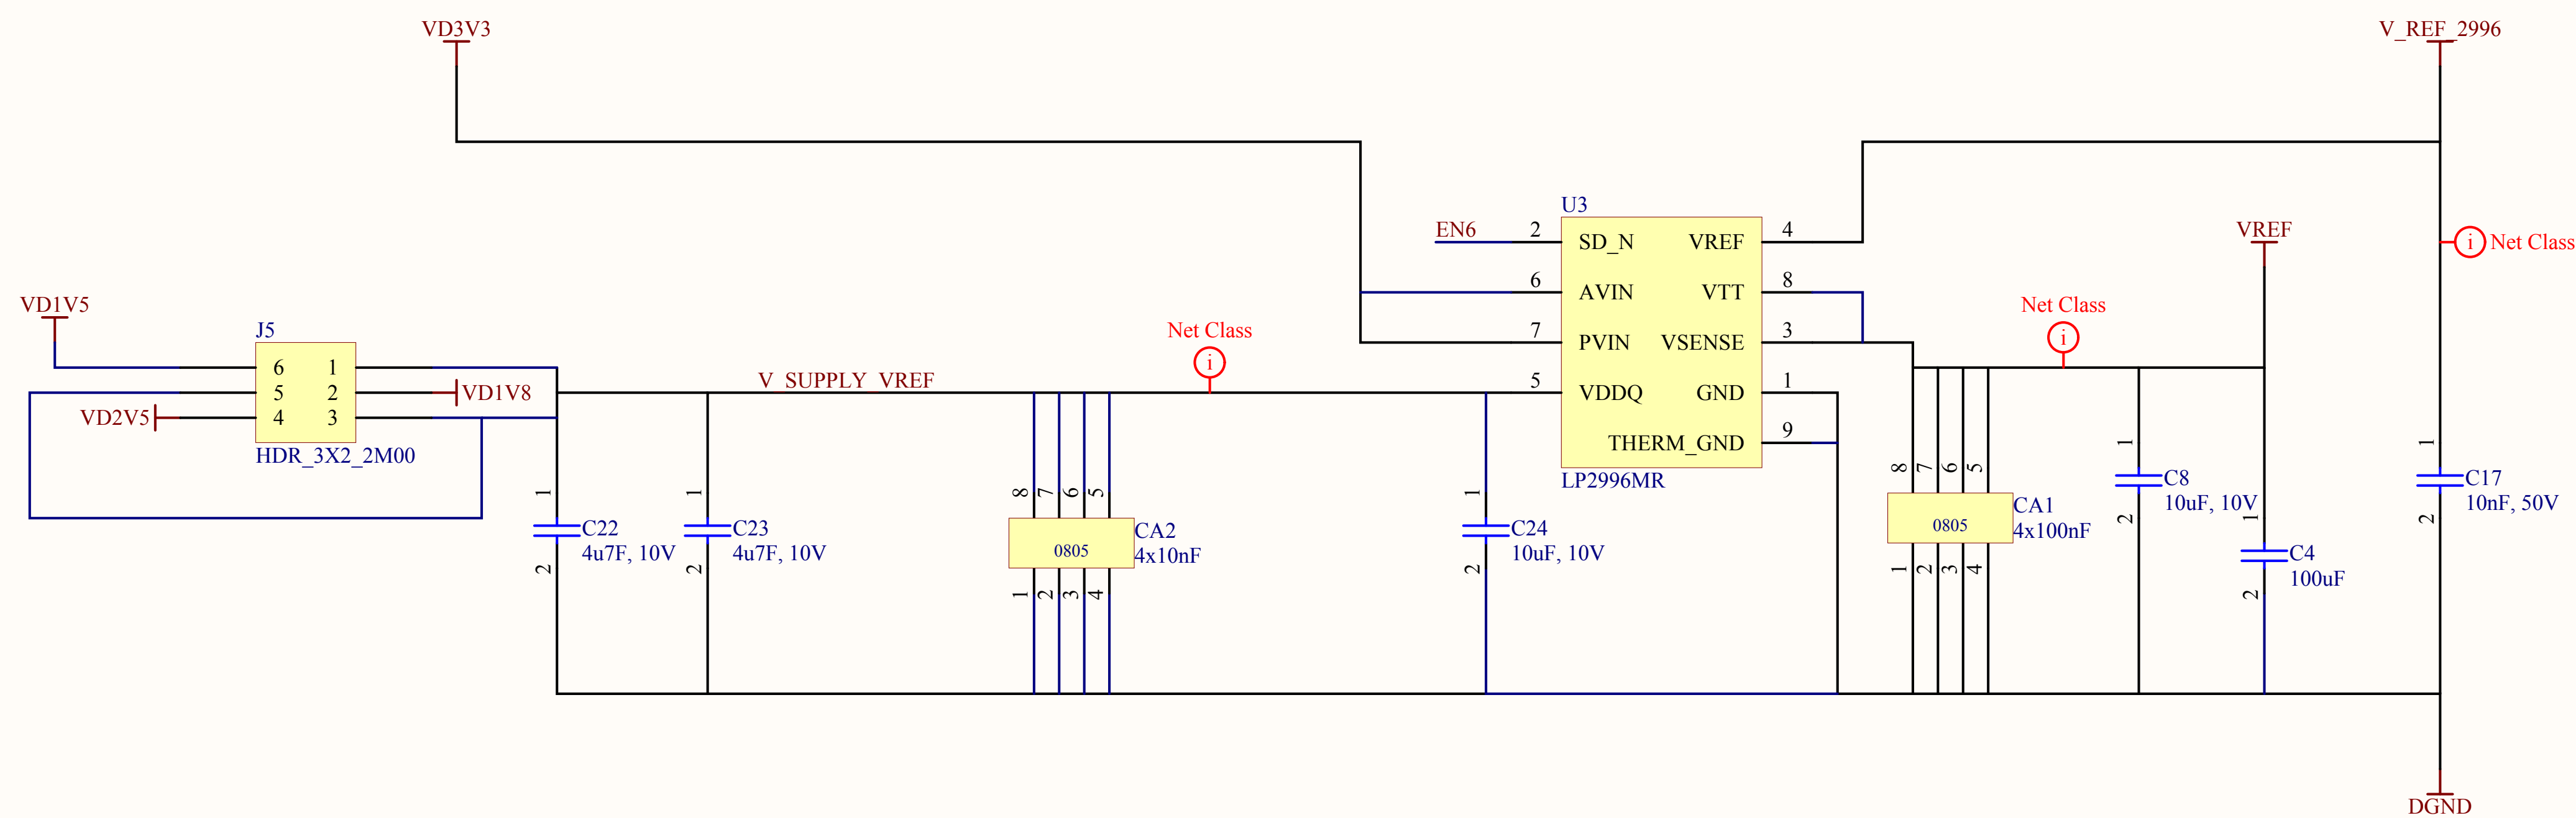 VD3V3
V_REF_2996
U3
EN6
2
SD_N
VREF
4
VREF
Net Class
6
AVIN
VTT
8
VD1V5
Net Class
J5
Net Class
7
PVIN
VSENSE
3
6
1
5
2
VD1V8
VD2V5
4
3
V_SUPPLY_VREF
5
VDDQ
GND
1
THERM_GND
9
HDR_3X2_2M00
LP2996MR
1
C22
4u7F, 10V
2
1
C23
4u7F, 10V
2
8
7
6
5
0805
CA2
4x10nF
1
2
3
4
1
C24
10uF, 10V
2
8
7
6
5
0805
CA1
4x100nF
1
2
3
4
1
C8
10uF, 10V
2
1
C4
100uF
2
1
C17
10nF, 50V
2
DGND
i
i
i